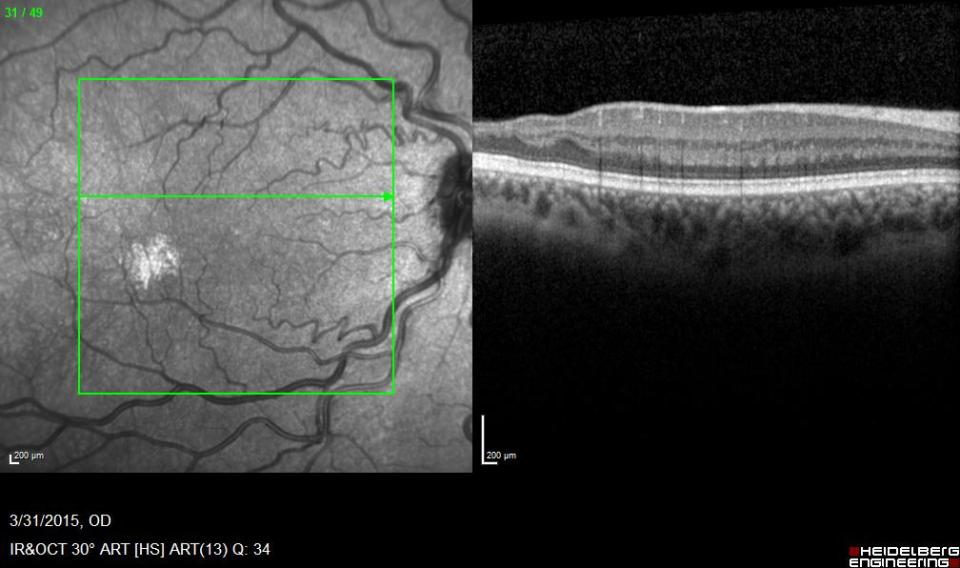 31 / 49
200 µm
200 µm
3/31/2015, OD
IR&OCT 30° ART [HS] ART(13) Q: 34
HEIDELBERG
ENGINEERING